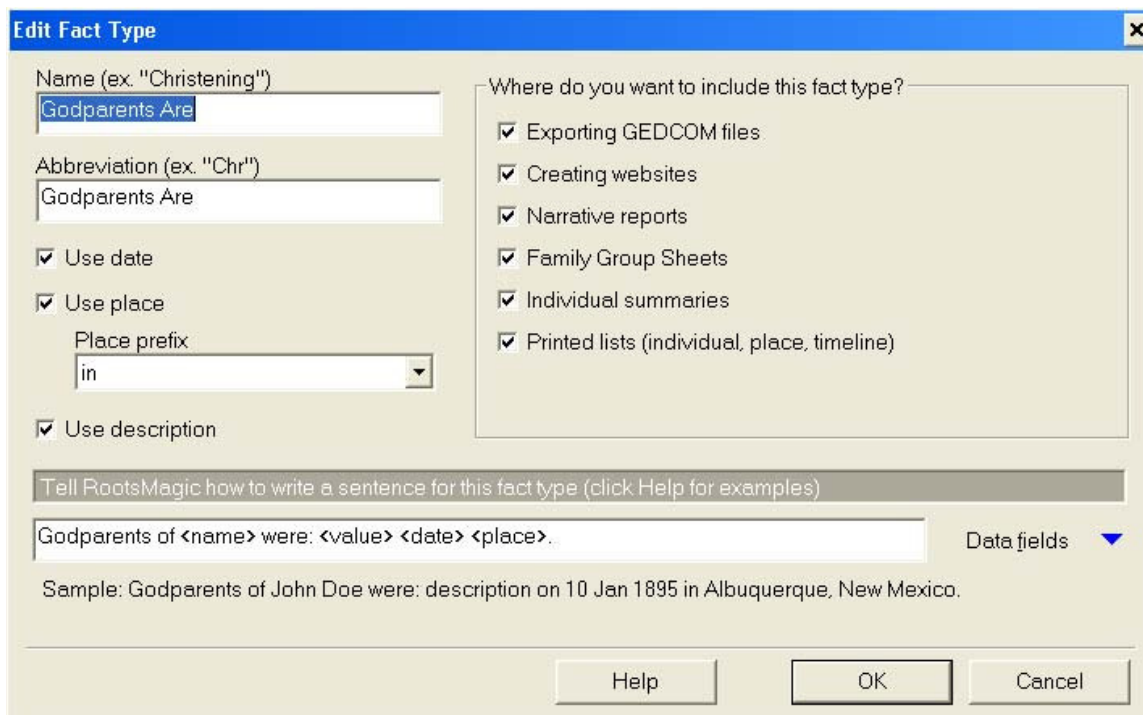 Edit Fact Type
Name (ex. "Christening")
Godparents Are
Abbreviation (ex. "Chr")
Godparents Are
Use date
Use place
Place prefix
in
Use description
Where do you want to include this fact type?
Exporting GEDCOM files
Creating websites
Narrative reports
Family Group Sheets
Individual summaries
Printed lists (individual, place, timeline)
Tell RootsMagic how to write a sentence for this fact type (click Help for examples)
Godparents of <name> were: <value> <date> <place>.
Data fields
Sample: Godparents of John Doe were: description on 10 Jan 1895 in Albuquerque, New Mexico.
Help
OK
Cancel